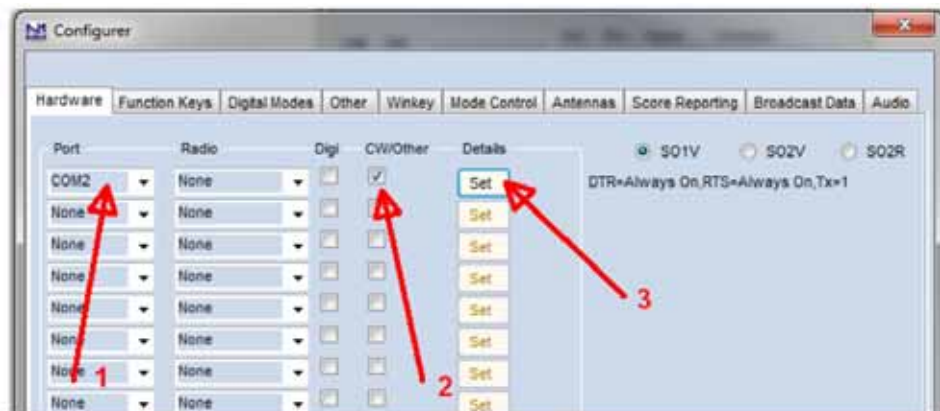 Configurer
Hardware Function Keys Digital Modes Other Winkey Mode Control Antennas Score Reporting Broadcast Data Audio
Port Radio Digi CW/Other Details SO1V SO2V SO2R
COM2 None Set DTR=Always On,RTS=Always On,Tx=1
None None Set
None None Set
None None Set
None None Set 3
None None Set
None None Set
1 2
None None Set